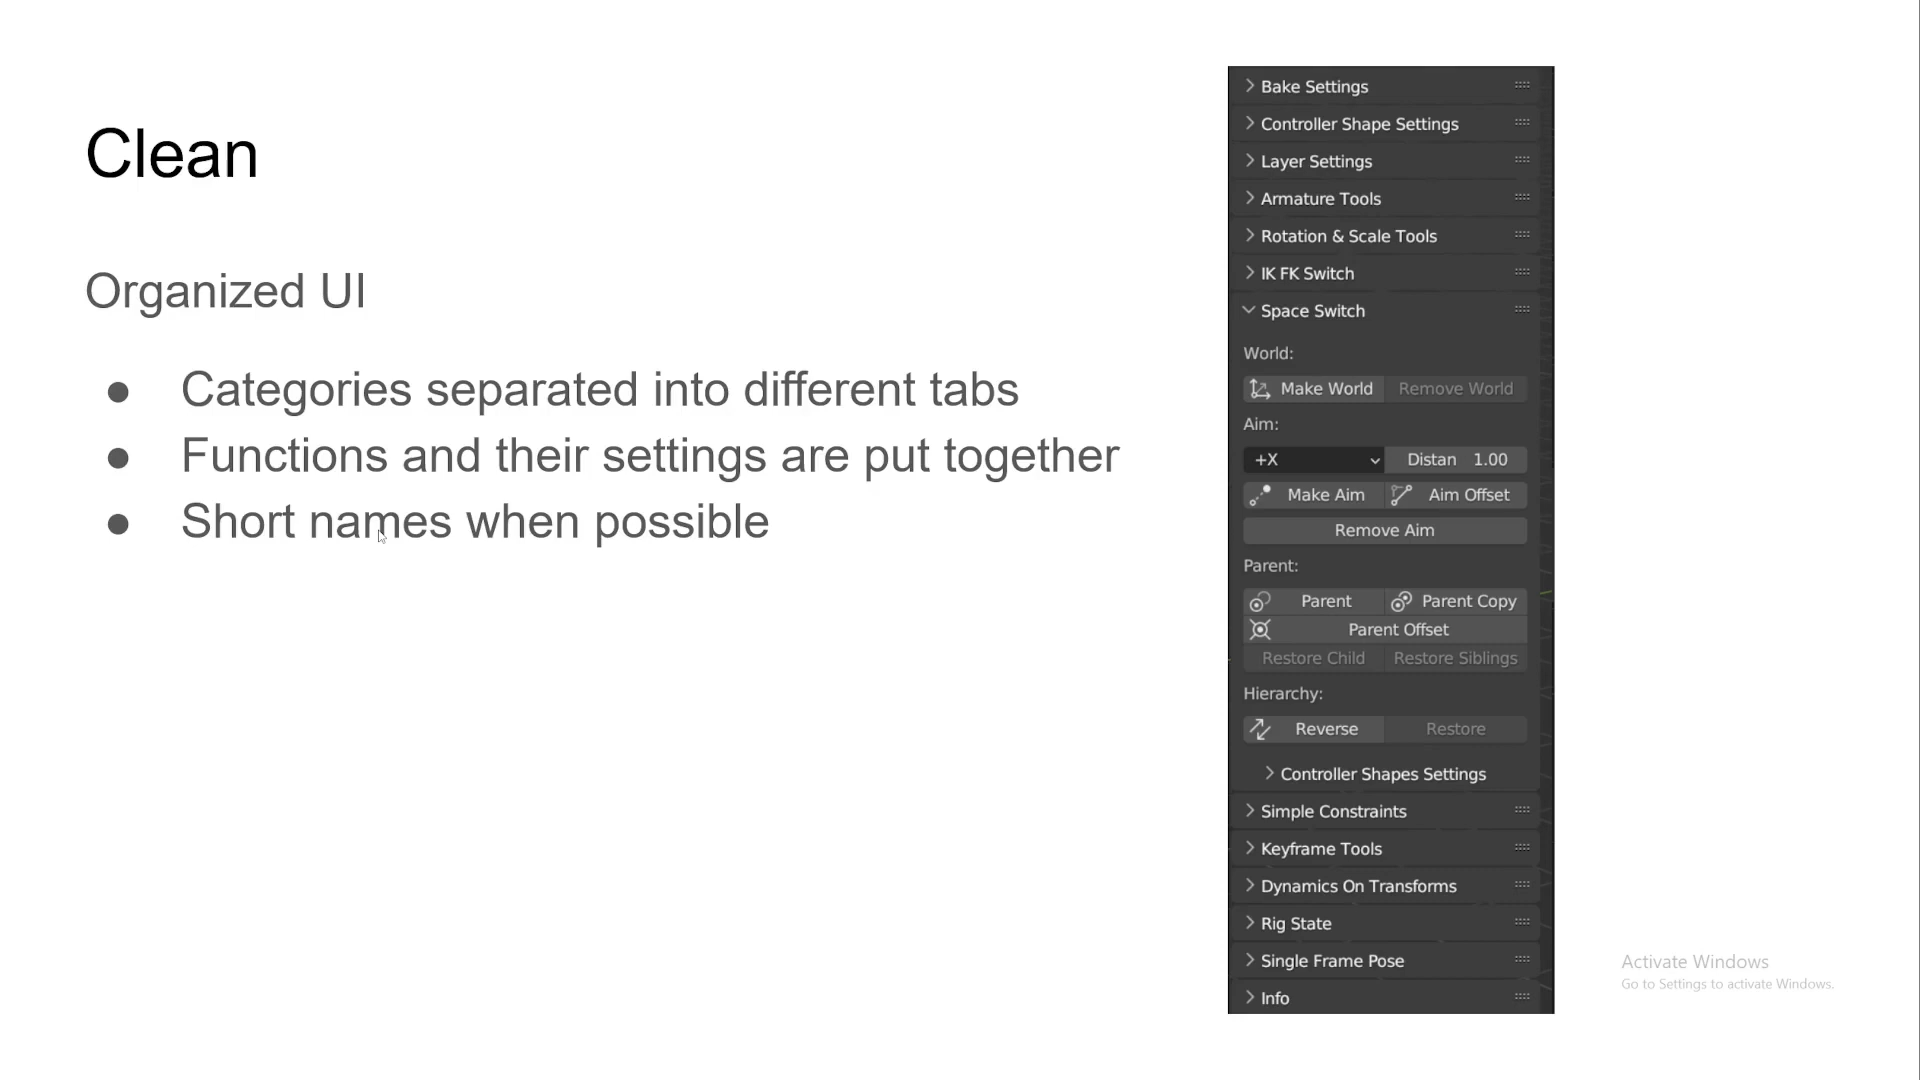 Clean
Organized UI
● Categories separated into different tabs
● Functions and their settings are put together
● Short names when possible
Bake Settings
Controller Shape Settings
Layer Settings
Armature Tools
Rotation & Scale Tools
IK FK Switch
Space Switch
World:
Make World Remove World
Aim:
+X Distan 1.00
Make Aim Aim Offset
Remove Aim
Parent:
Parent Parent Copy
Parent Offset
Restore Child Restore Siblings
Hierarchy:
Reverse Restore
Controller Shapes Settings
Simple Constraints
Keyframe Tools
Dynamics On Transforms
Rig State
Single Frame Pose
Info
Activate Windows
Go to Settings to activate Windows.